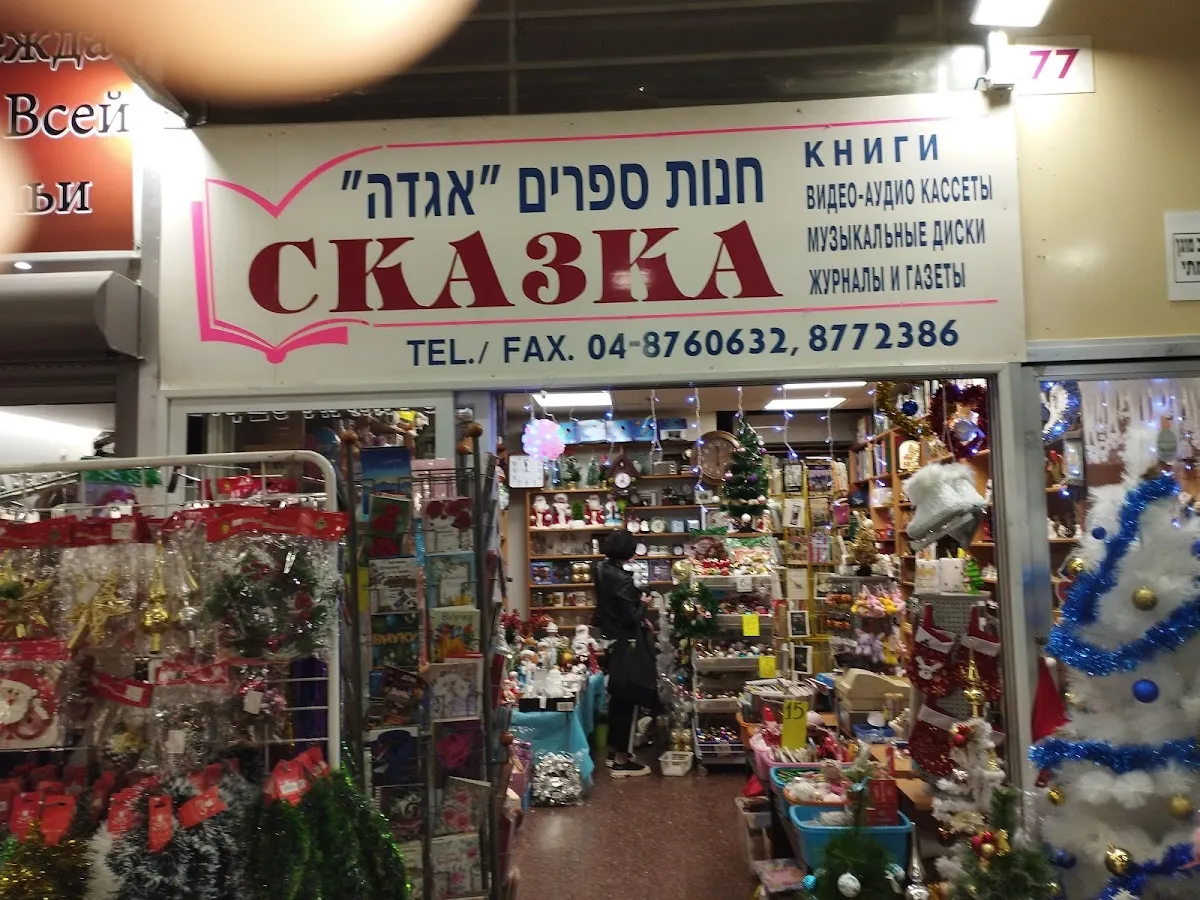 Всей
77
חנות ספרים "אגדה"
СКАЗКА
КНИГИ
ВИДЕО-АУДИО КАССЕТЫ
МУЗЫКАЛЬНЫЕ ДИСКИ
ЖУРНАЛЫ И ГАЗЕТЫ
TEL./ FAX. 04-8760632, 8772386
15